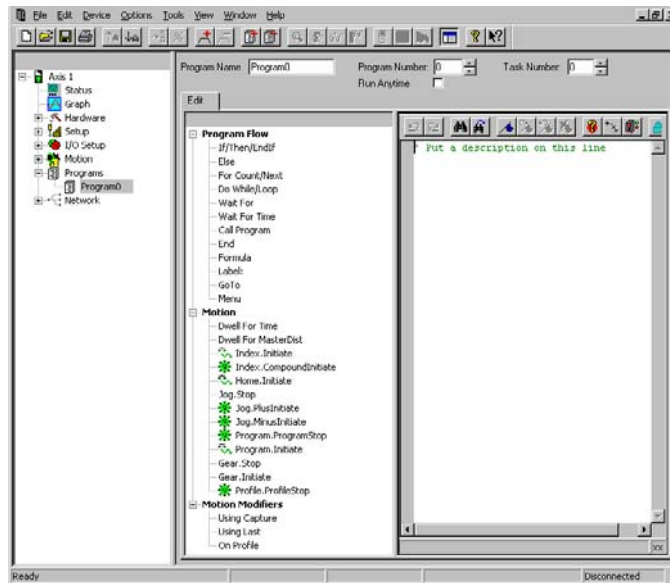 File Edit Device Options Tools View Window Help
Program Name Program0 Program Number: 0 Task Number: 0
Run Anytime
Edit
Axis 1
Status
Graph
Hardware
Setup
I/O Setup
Motion
Programs
Program0
Network
Program Flow
If/Then/EndIf
Else
For Count/Next
Do While/Loop
Wait For
Wait For Time
Call Program
End
Formula
Label:
GoTo
Menu
Motion
Dwell For Time
Dwell For MasterDist
Index.Initiate
Index.CompoundInitiate
Home.Initiate
Jog.Stop
Jog.PlusInitiate
Jog.MinusInitiate
Program.ProgramStop
Program.Initiate
Gear.Stop
Gear.Initiate
Profile.ProfileStop
Motion Modifiers
Using Capture
Using Last
On Profile
' Put a description on this line
Ready Disconnected